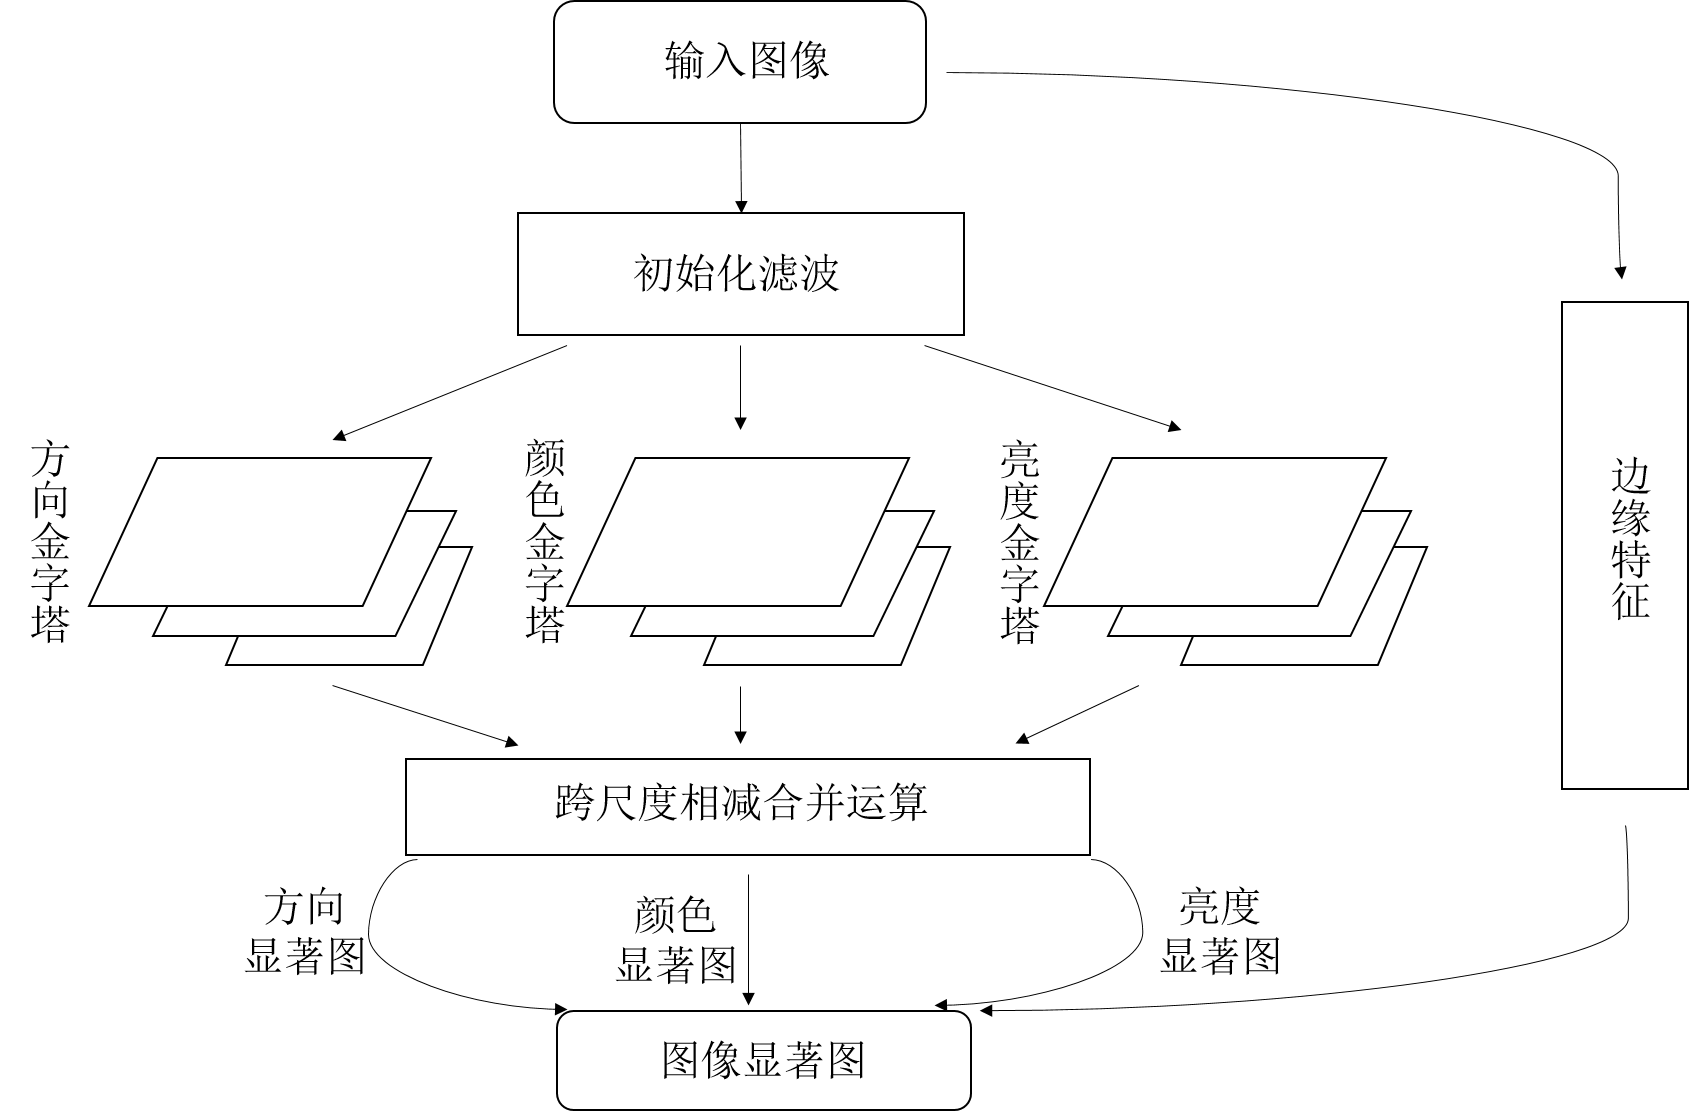 输入图像
初始化滤波
方向金字塔
颜色金字塔
亮度金字塔
边缘特征
跨尺度相减合并运算
方向
显著图
颜色
显著图
亮度
显著图
图像显著图